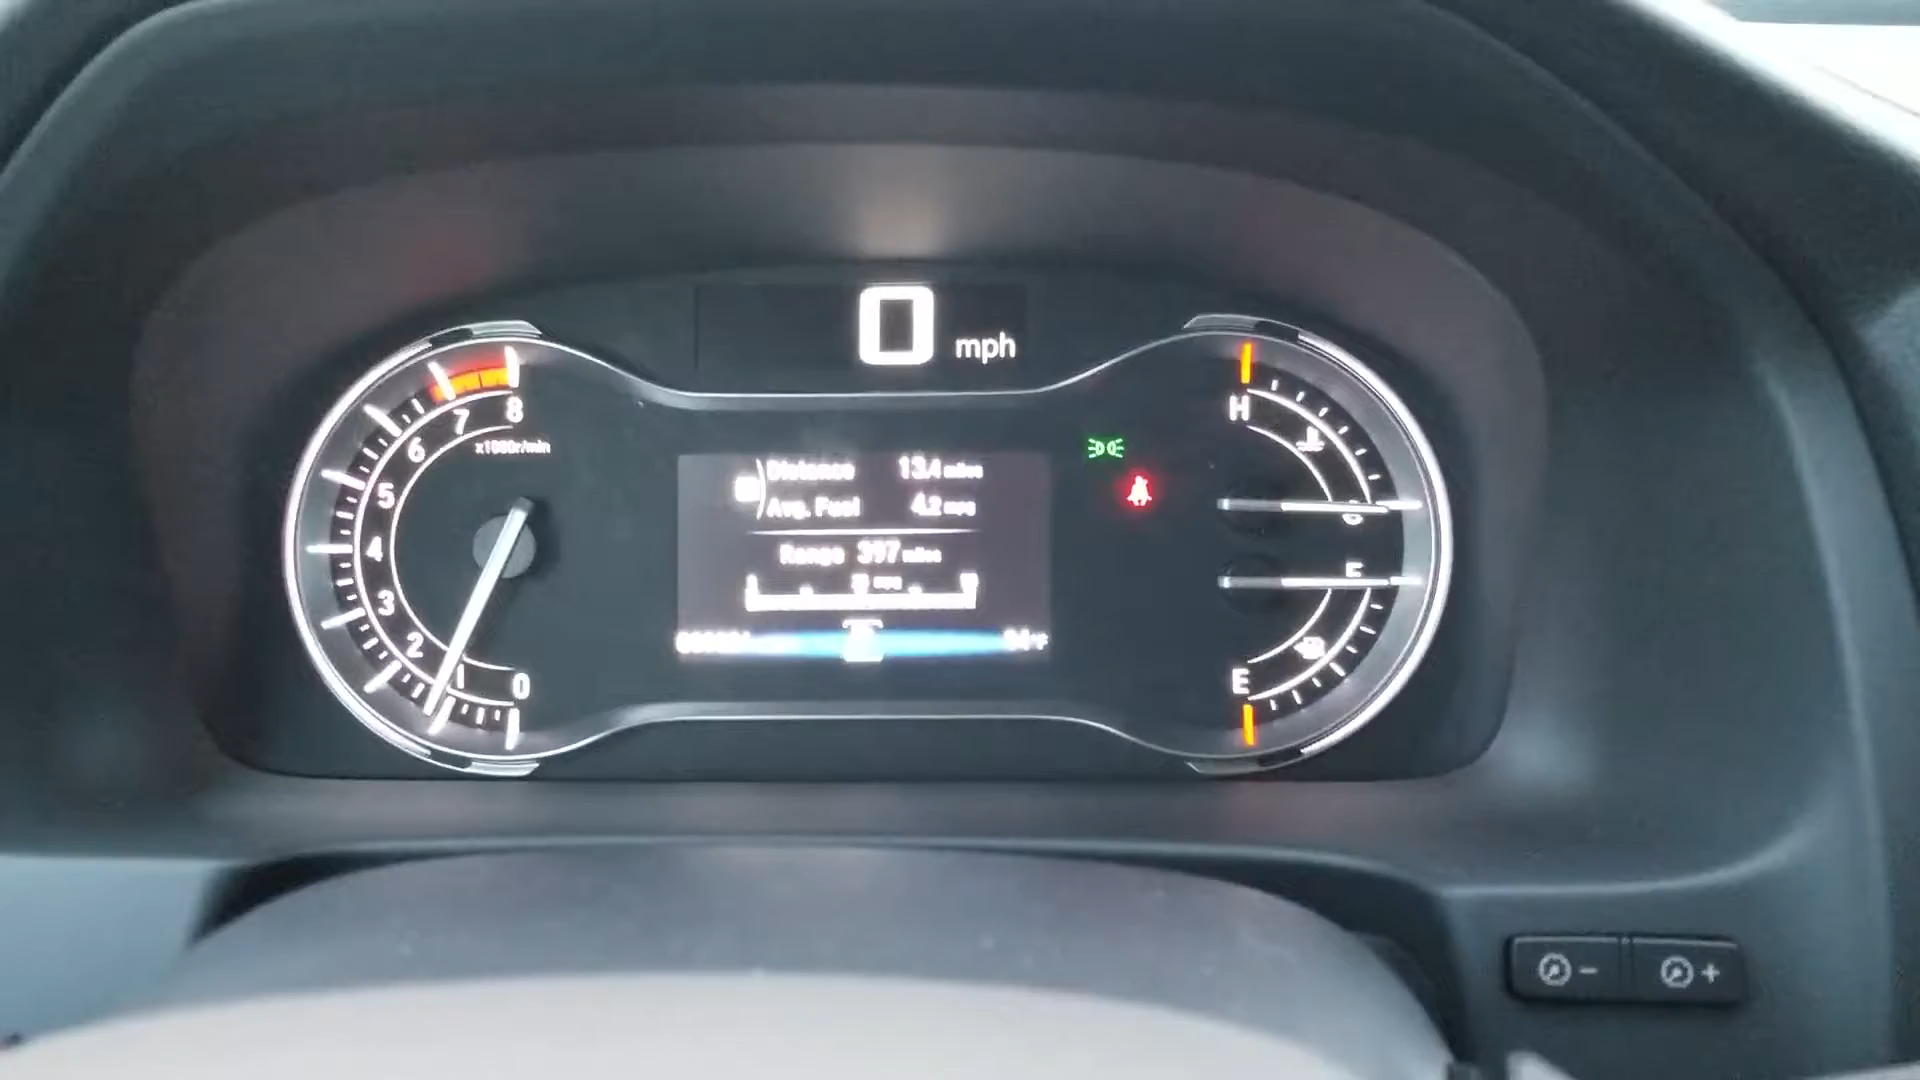 0 mph
8
7
6
x1000r/min
5
4
3
2
1
0
Distance 13.4 miles
Avg. Fuel 4.2 mpg
Range 397 miles
H
C
F
E
- +